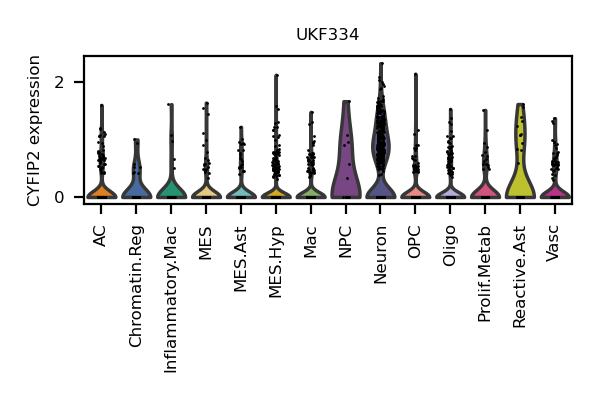 UKF334
CYFIP2 expression
2
0
AC
Chromatin.Reg
Inflammatory.Mac
MES
MES.Ast
MES.Hyp
Mac
NPC
Neuron
OPC
Oligo
Prolif.Metab
Reactive.Ast
Vasc